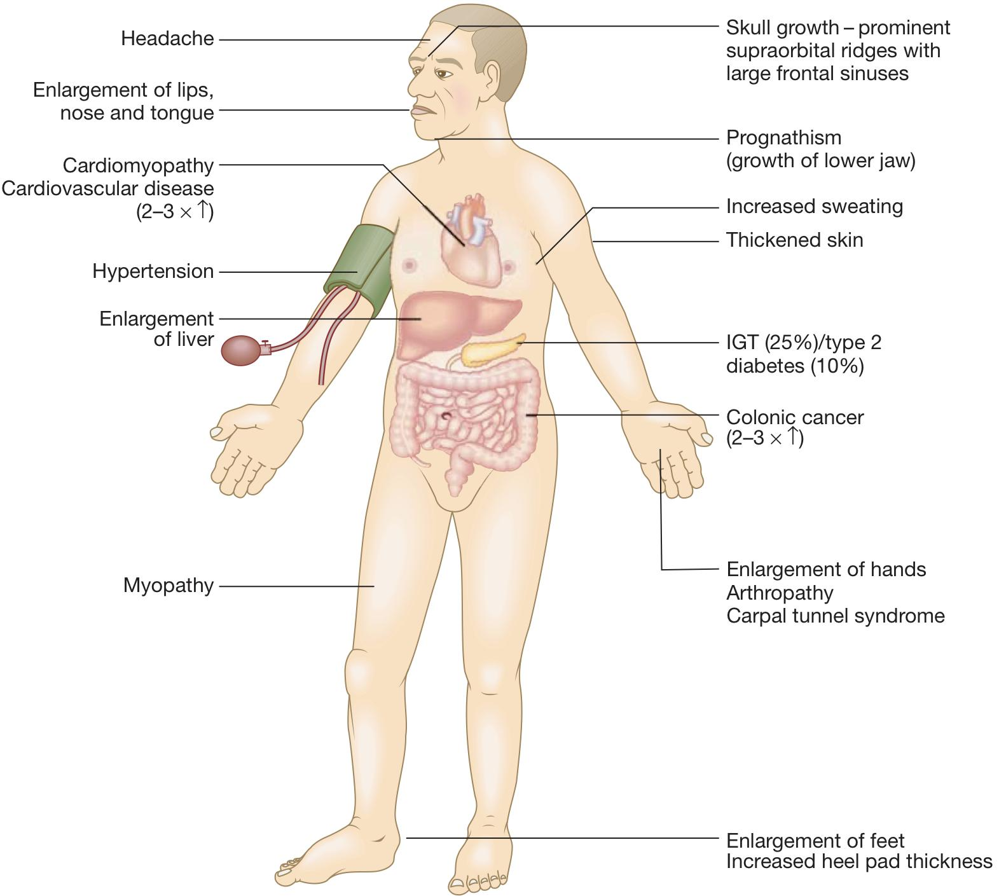 Headache
Enlargement of lips,
nose and tongue
Cardiomyopathy
Cardiovascular disease
(2–3 × ↑)
Hypertension
Enlargement
of liver
Myopathy
Skull growth – prominent
supraorbital ridges with
large frontal sinuses
Prognathism
(growth of lower jaw)
Increased sweating
Thickened skin
IGT (25%)/type 2
diabetes (10%)
Colonic cancer
(2–3 × ↑)
Enlargement of hands
Arthropathy
Carpal tunnel syndrome
Enlargement of feet
Increased heel pad thickness